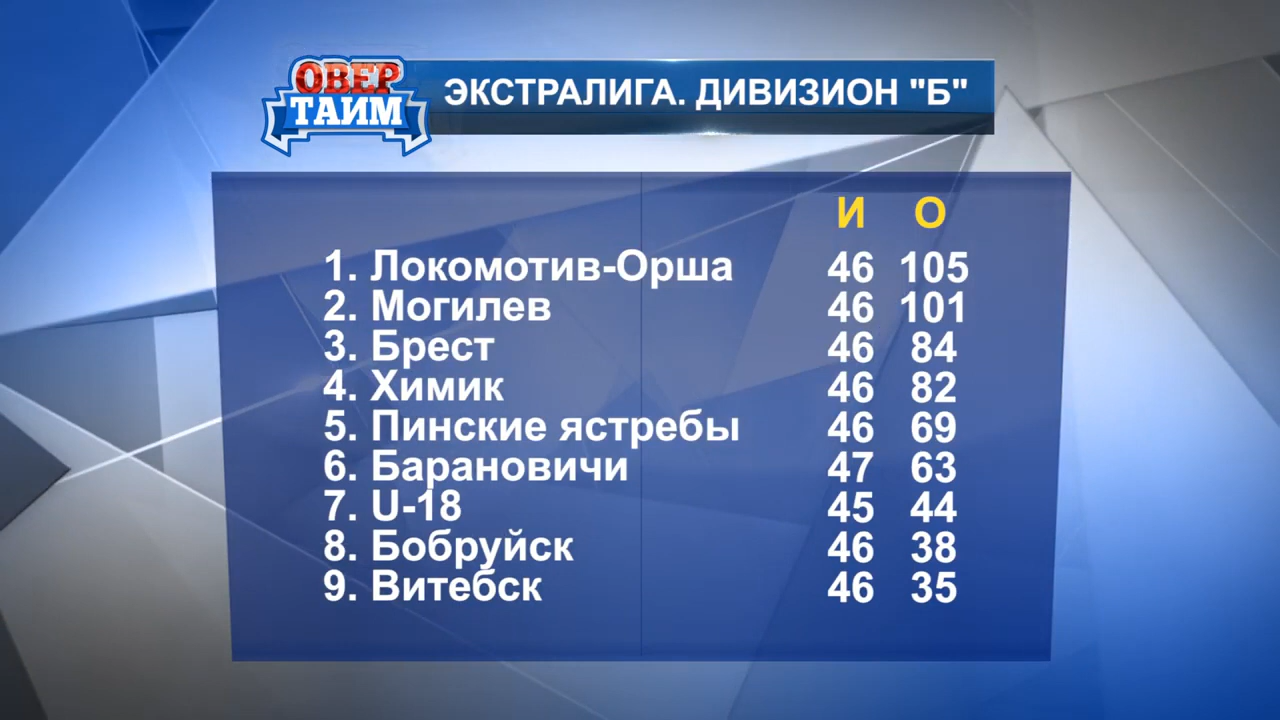 ОВЕР
ТАЙМ
ЭКСТРАЛИГА. ДИВИЗИОН "Б"
И О
1. Локомотив-Орша 46 105
2. Могилев 46 101
3. Брест 46 84
4. Химик 46 82
5. Пинские ястребы 46 69
6. Барановичи 47 63
7. U-18 45 44
8. Бобруйск 46 38
9. Витебск 46 35